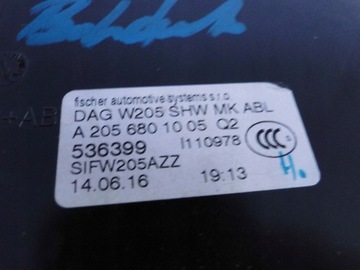 +AB
fischer automotive systems s.r.o
DAG W205 SHW MK ABL
A 205 680 10 05 Q2
536399 I110978
SIFW205AZZ
14.06.16 19:13 H.